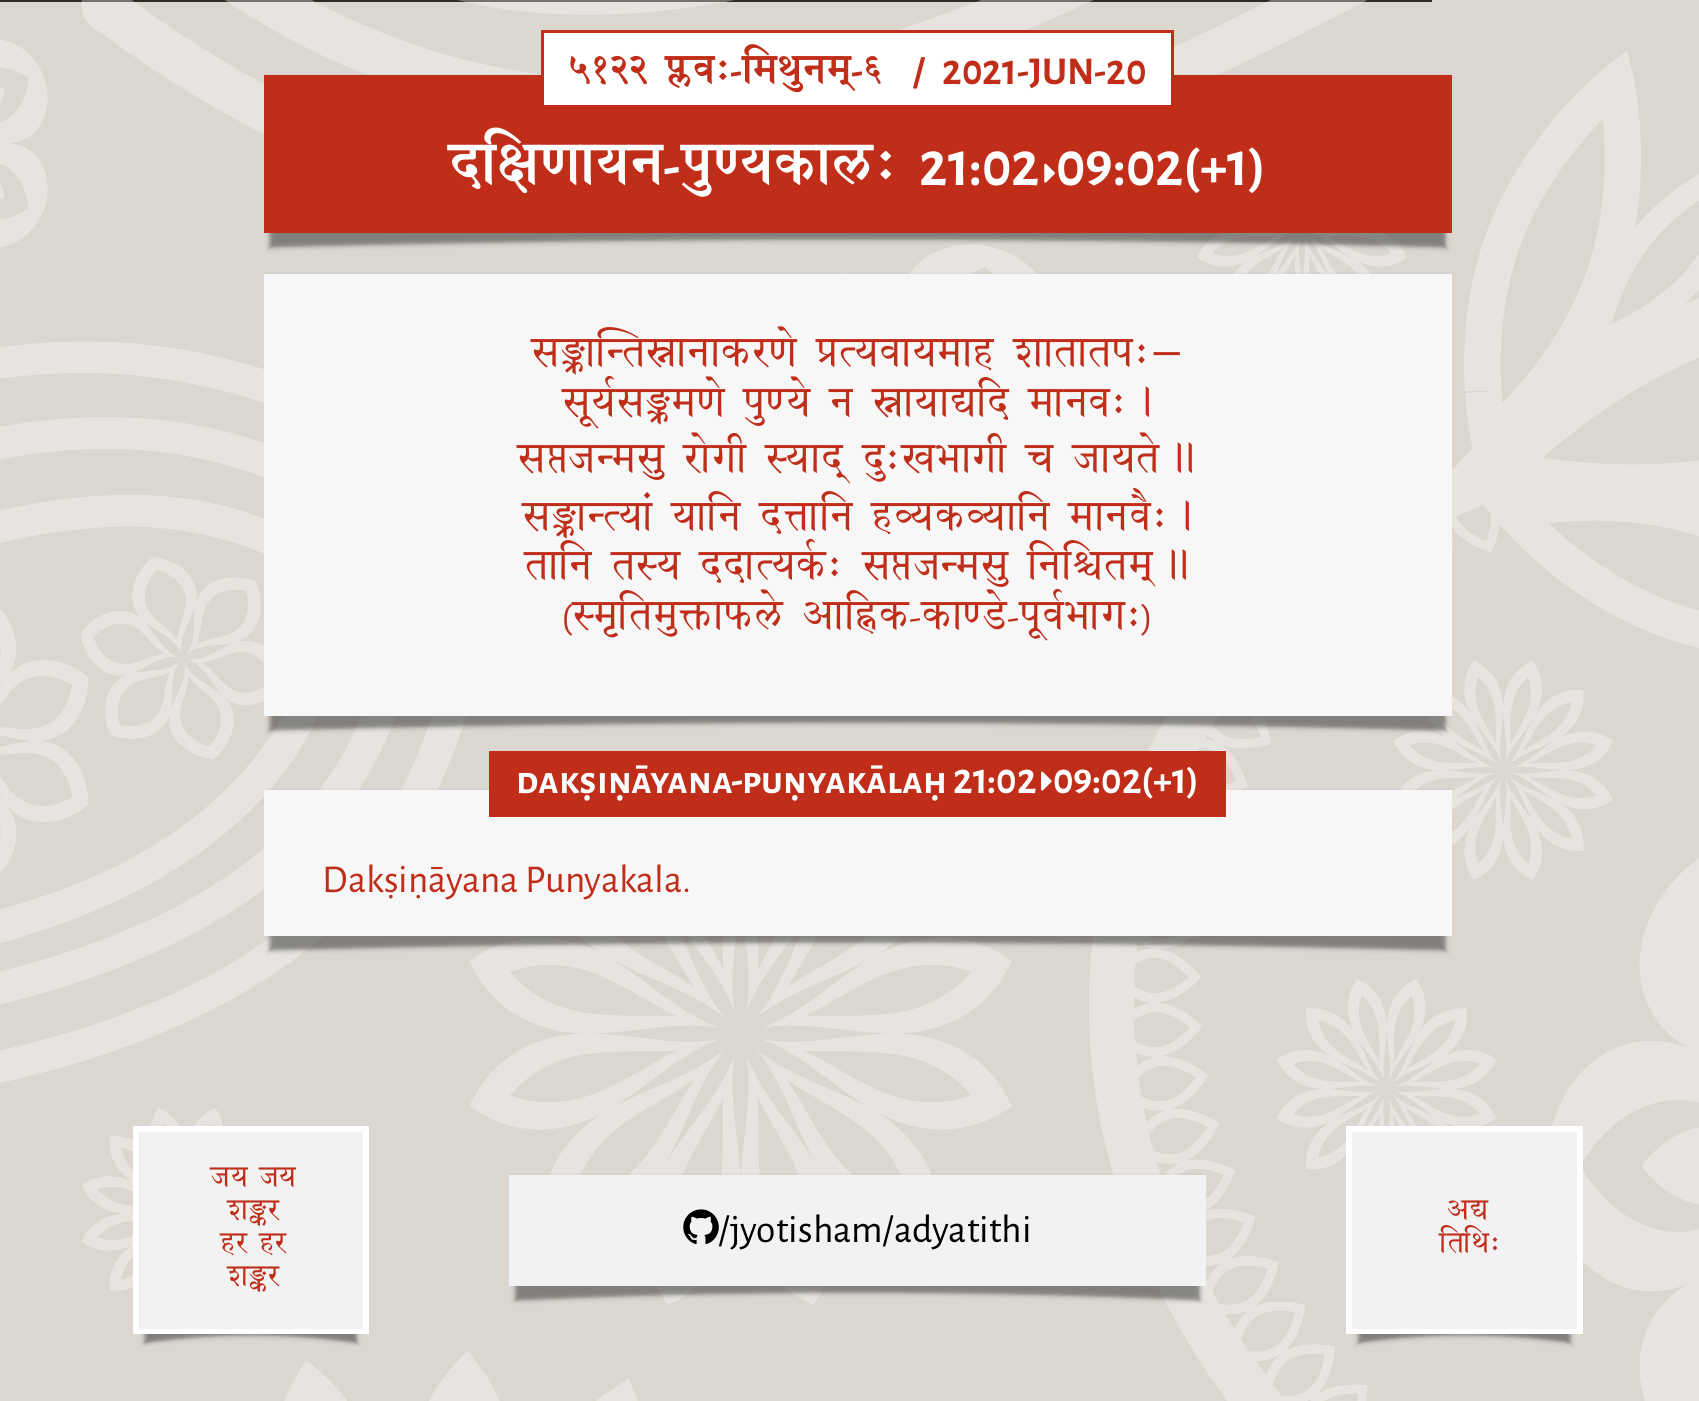 ५१२२ प्लवः-मिथुनम्-६ / 2021-JUN-20
दक्षिणायन-पुण्यकालः 21:02▸09:02(+1)
सङ्क्रान्तिस्नानाकरणे प्रत्यवायमाह शातातपः—
सूर्यसङ्क्रमणे पुण्ये न स्नायाद्यदि मानवः ।
सप्तजन्मसु रोगी स्याद् दुःखभागी च जायते ॥
सङ्क्रान्त्यां यानि दत्तानि हव्यकव्यानि मानवैः ।
तानि तस्य ददात्यर्कः सप्तजन्मसु निश्चितम् ॥
(स्मृतिमुक्ताफले आह्निक-काण्डे-पूर्वभागः)
DAKṢIṆĀYANA-PUṆYAKĀLAḤ 21:02▸09:02(+1)
Dakṣiṇāyana Punyakala.
जय जय
शङ्कर
हर हर
शङ्कर
/jyotisham/adyatithi
अद्य
तिथिः